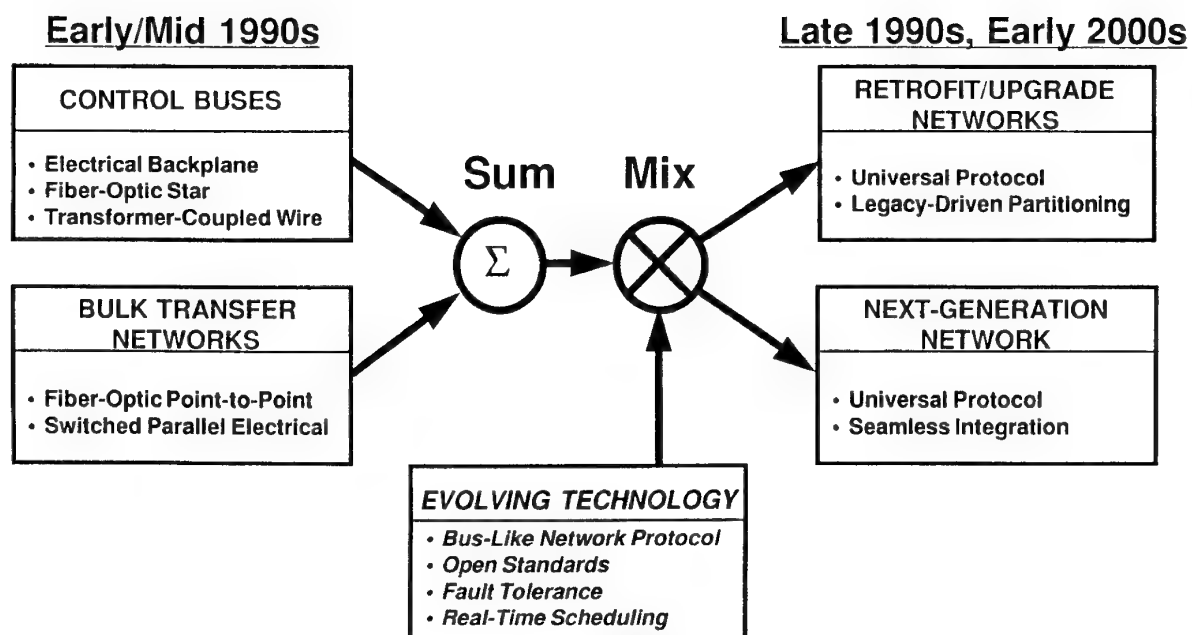 Early/Mid 1990s
CONTROL BUSES
• Electrical Backplane
• Fiber-Optic Star
• Transformer-Coupled Wire
BULK TRANSFER
NETWORKS
• Fiber-Optic Point-to-Point
• Switched Parallel Electrical
Sum
Σ
Mix
EVOLVING TECHNOLOGY
• Bus-Like Network Protocol
• Open Standards
• Fault Tolerance
• Real-Time Scheduling
Late 1990s, Early 2000s
RETROFIT/UPGRADE
NETWORKS
• Universal Protocol
• Legacy-Driven Partitioning
NEXT-GENERATION
NETWORK
• Universal Protocol
• Seamless Integration